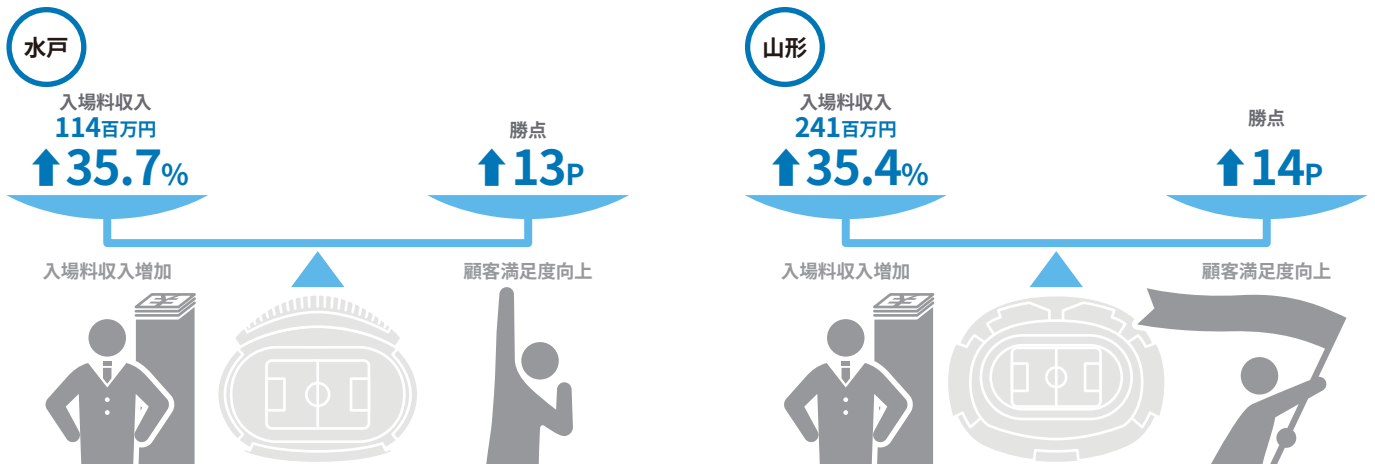 水戸
入場料収入
114百万円
35.7%
勝点
13P
入場料収入増加
顧客満足度向上
山形
入場料収入
241百万円
35.4%
勝点
14P
入場料収入増加
顧客満足度向上